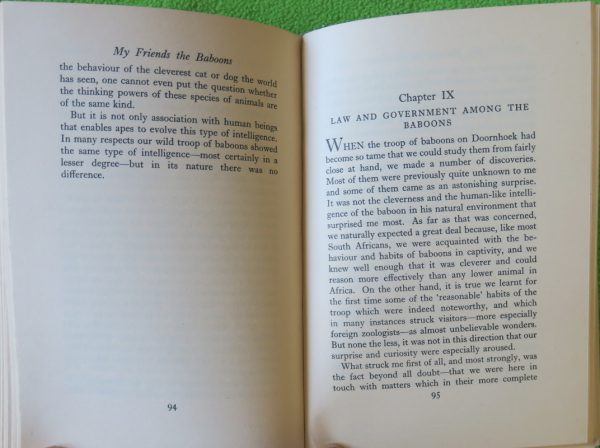 My Friends the Baboons
the behaviour of the cleverest cat or dog the world
has seen, one cannot even put the question whether
the thinking powers of these species of animals are
of the same kind.
But it is not only association with human beings
that enables apes to evolve this type of intelligence.
In many respects our wild troop of baboons showed
the same type of intelligence—most certainly in a
lesser degree—but in its nature there was no
difference.
94
Chapter IX
LAW AND GOVERNMENT AMONG THE
BABOONS
WHEN the troop of baboons on Doornhoek had
become so tame that we could study them from fairly
close at hand, we made a number of discoveries.
Most of them were previously quite unknown to me
and some of them came as an astonishing surprise.
It was not the cleverness and the human-like intelli-
gence of the baboon in his natural environment that
surprised me most. As far as that was concerned,
we naturally expected a great deal because, like most
South Africans, we were acquainted with the be-
haviour and habits of baboons in captivity, and we
knew well enough that it was cleverer and could
reason more effectively than any lower animal in
Africa. On the other hand, it is true we learnt for
the first time some of the 'reasonable' habits of the
troop which were indeed noteworthy, and which
in many instances struck visitors—more especially
foreign zoologists—as almost unbelievable wonders.
But none the less, it was not in this direction that our
surprise and curiosity were especially aroused.
What struck me first of all, and most strongly, was
the fact beyond all doubt—that we were here in
touch with matters which in their more complete
95